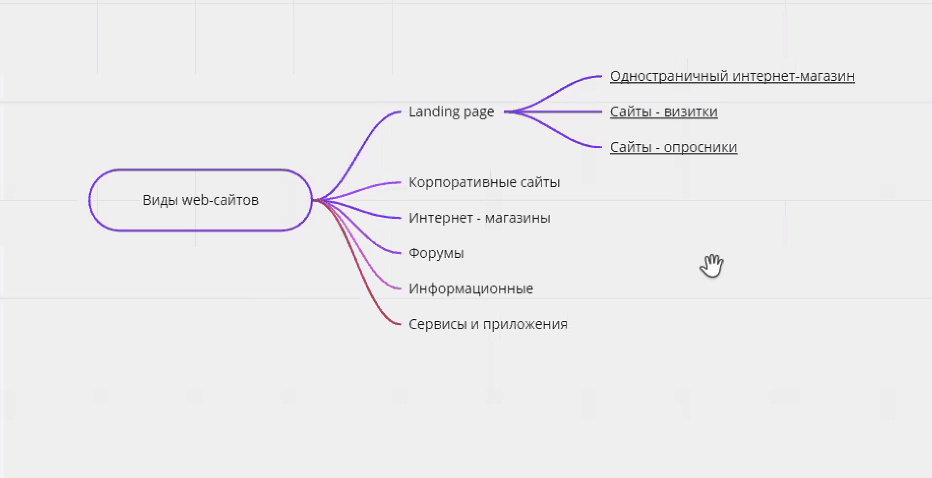 Одностраничный интернет-магазин
Landing page
Сайты - визитки
Сайты - опросники
Корпоративные сайты
Виды web-сайтов
Интернет - магазины
Форумы
Информационные
Сервисы и приложения